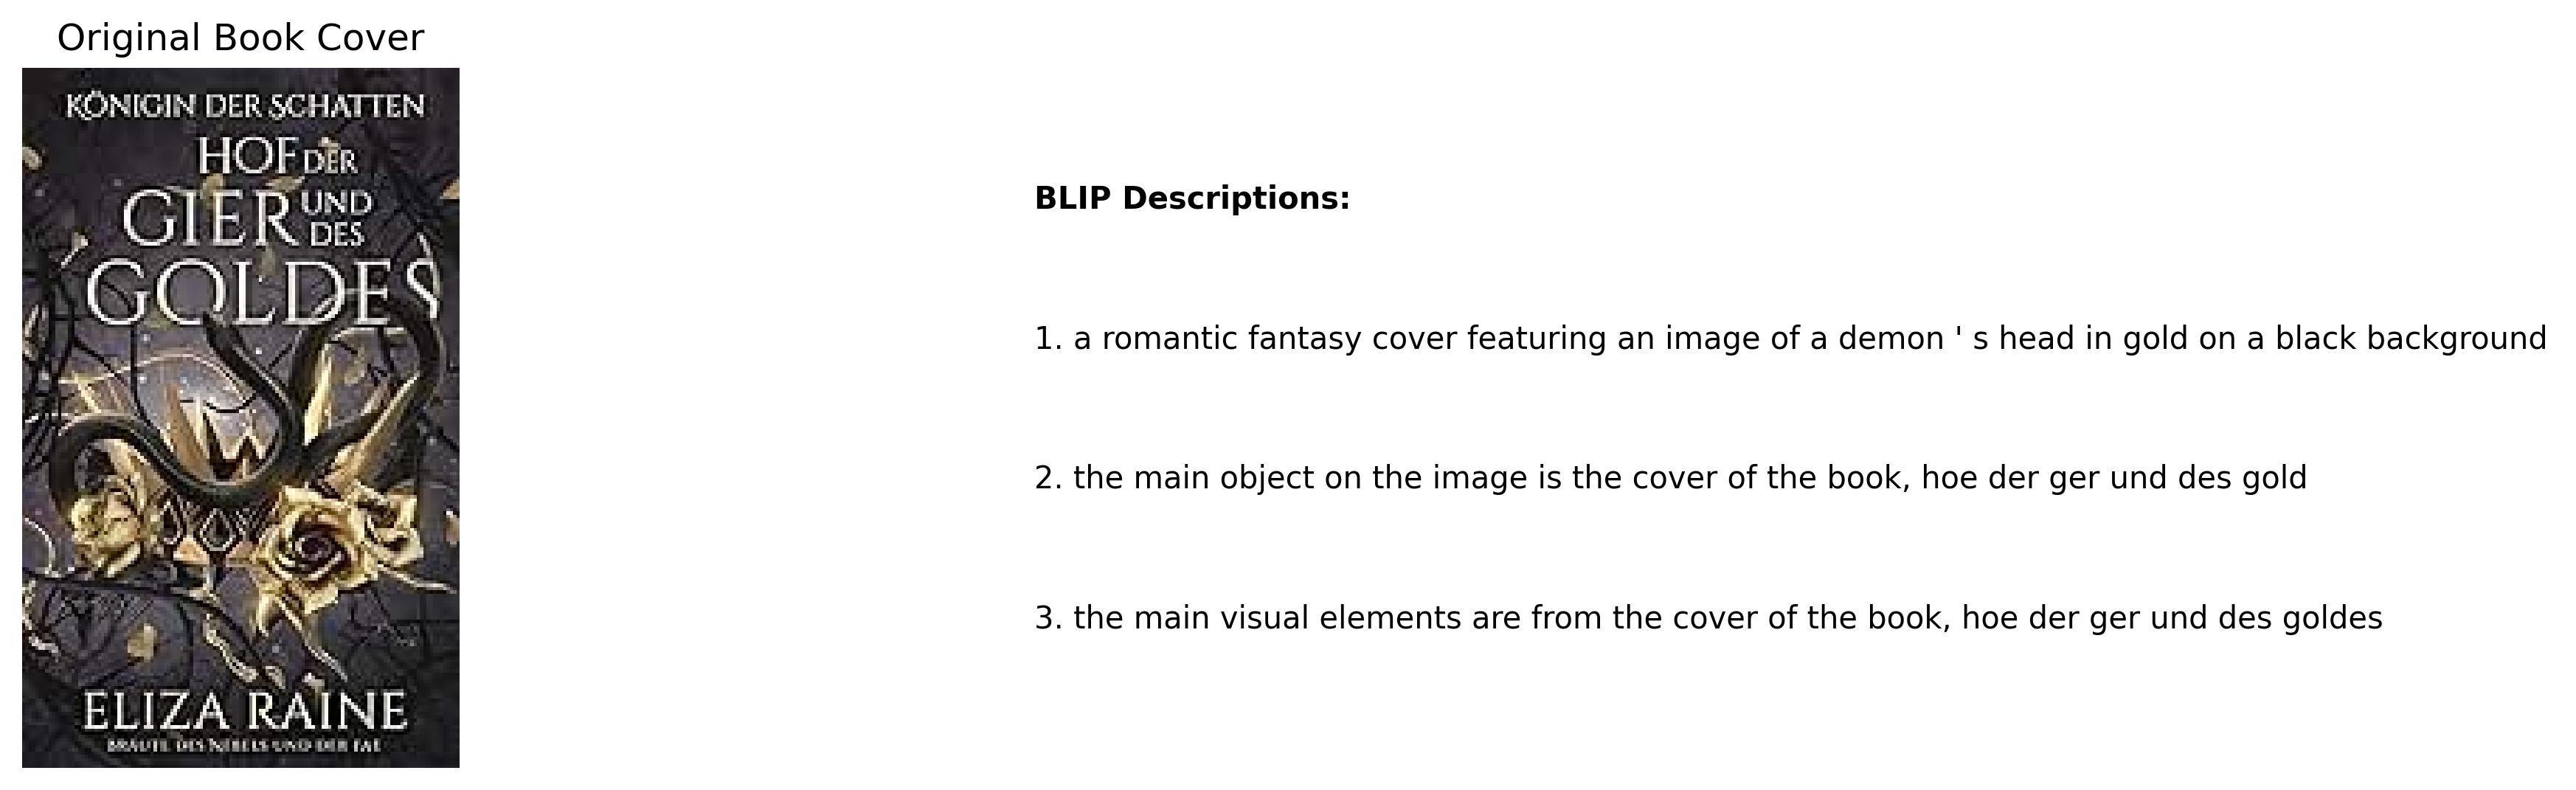 Original Book Cover
KÖNIGIN DER SCHATTEN
HOF DER
GIER UND DES
GOLDES
ELIZA RAINE
BRÄUTE DES NEBELS UND DER FAE
BLIP Descriptions:
1. a romantic fantasy cover featuring an image of a demon ' s head in gold on a black background
2. the main object on the image is the cover of the book, hoe der ger und des gold
3. the main visual elements are from the cover of the book, hoe der ger und des goldes